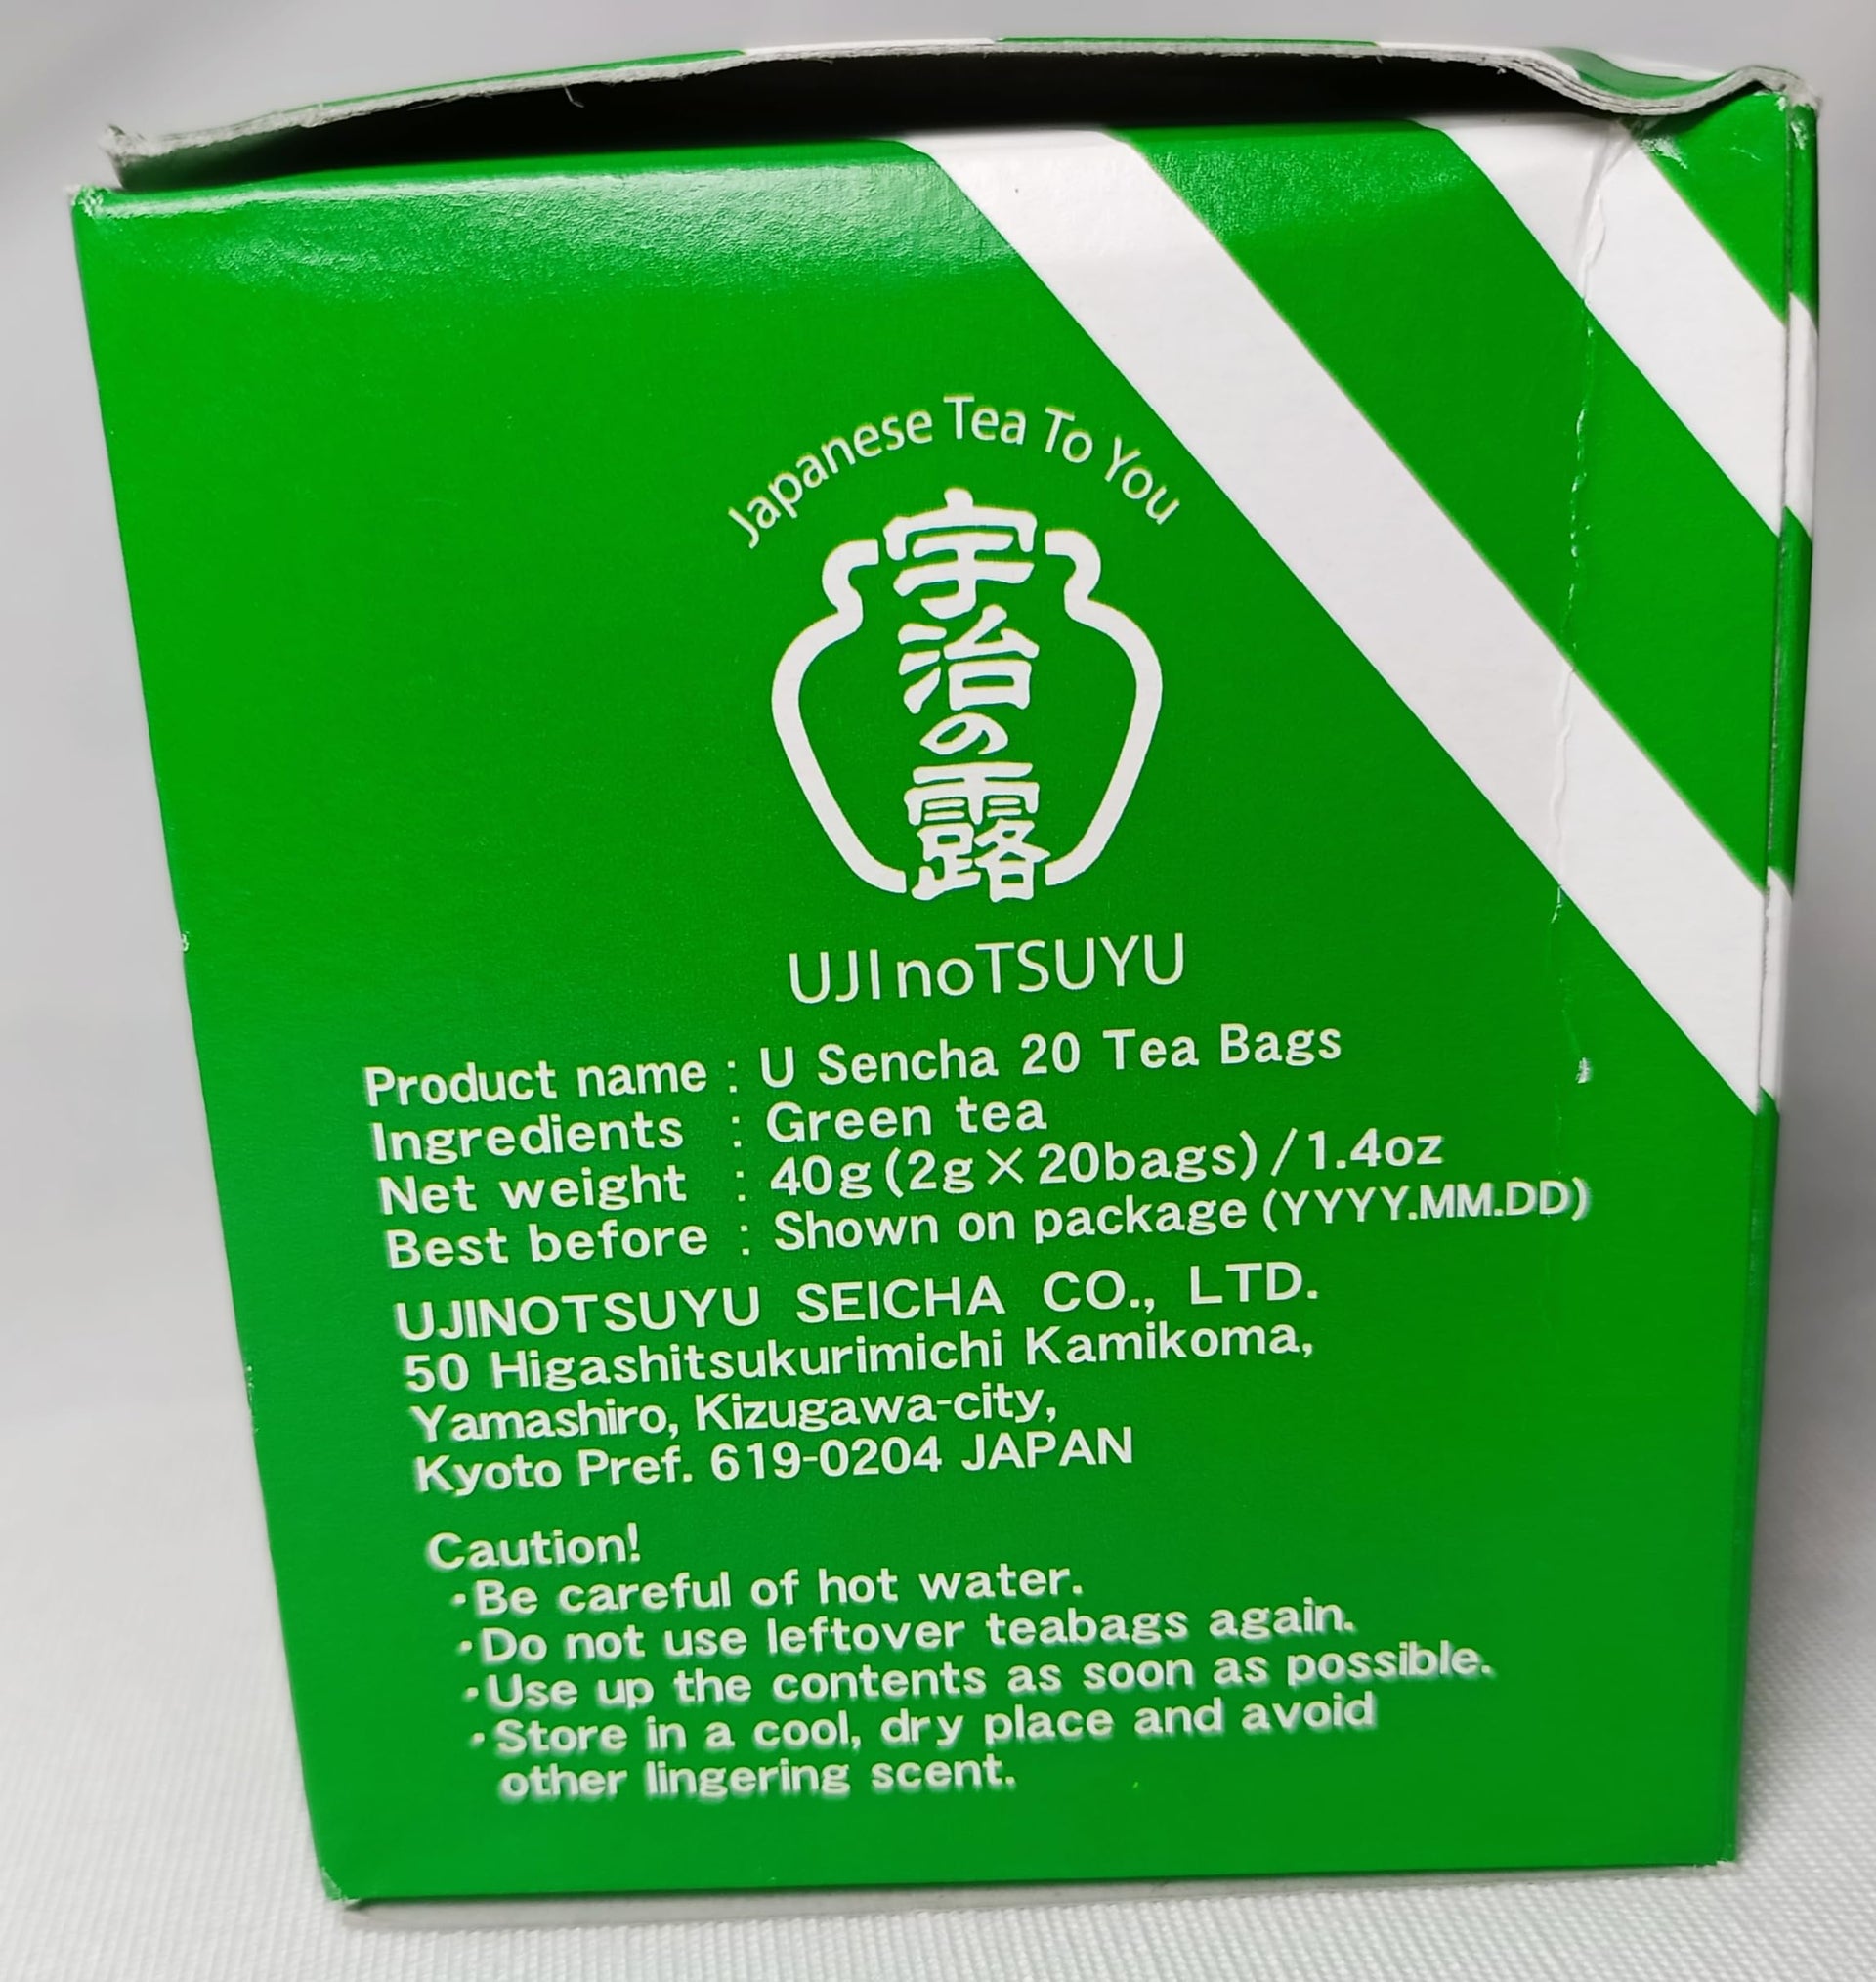 Japanese Tea To You
宇治の露
UJI no TSUYU
Product name : U Sencha 20 Tea Bags
Ingredients : Green tea
Net weight : 40g (2g×20bags) / 1.4oz
Best before : Shown on package (YYYY.MM.DD)
UJINOTSUYU SEICHA CO., LTD.
50 Higashitsukurimichi Kamikoma,
Yamashiro, Kizugawa-city,
Kyoto Pref. 619-0204 JAPAN
Caution!
・Be careful of hot water.
・Do not use leftover teabags again.
・Use up the contents as soon as possible.
・Store in a cool, dry place and avoid
other lingering scent.